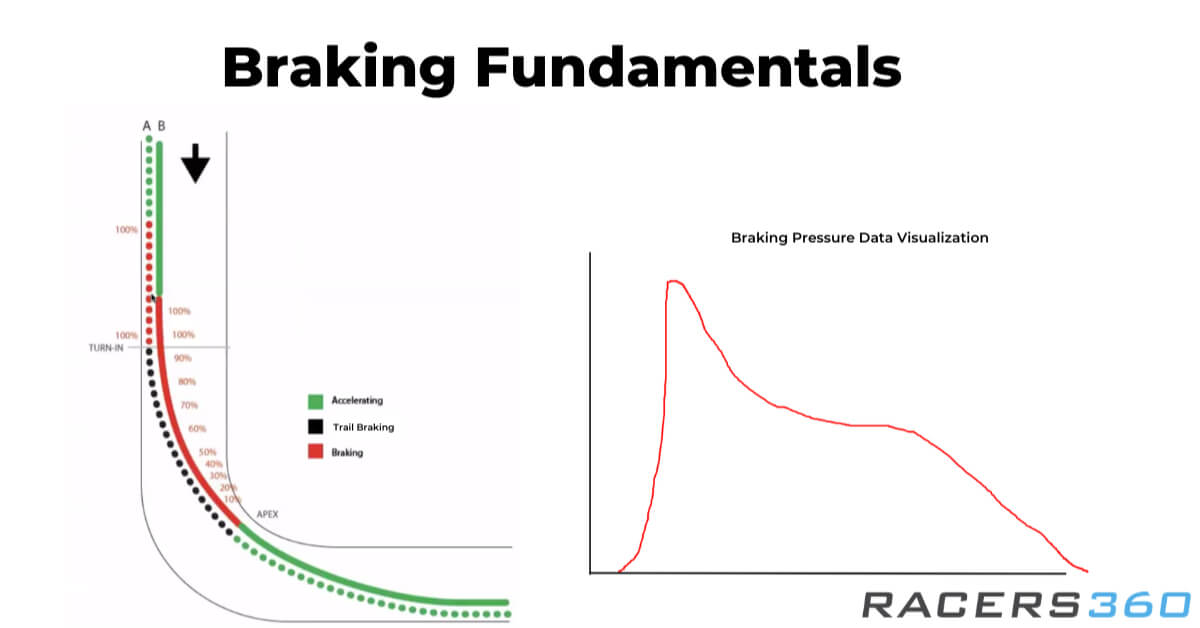 Braking Fundamentals
A B
100%
100%
100%
100%
TURN-IN
90%
80%
70%
60%
50%
40%
30%
20%
10%
APEX
Accelerating
Trail Braking
Braking
Braking Pressure Data Visualization
RACERS360